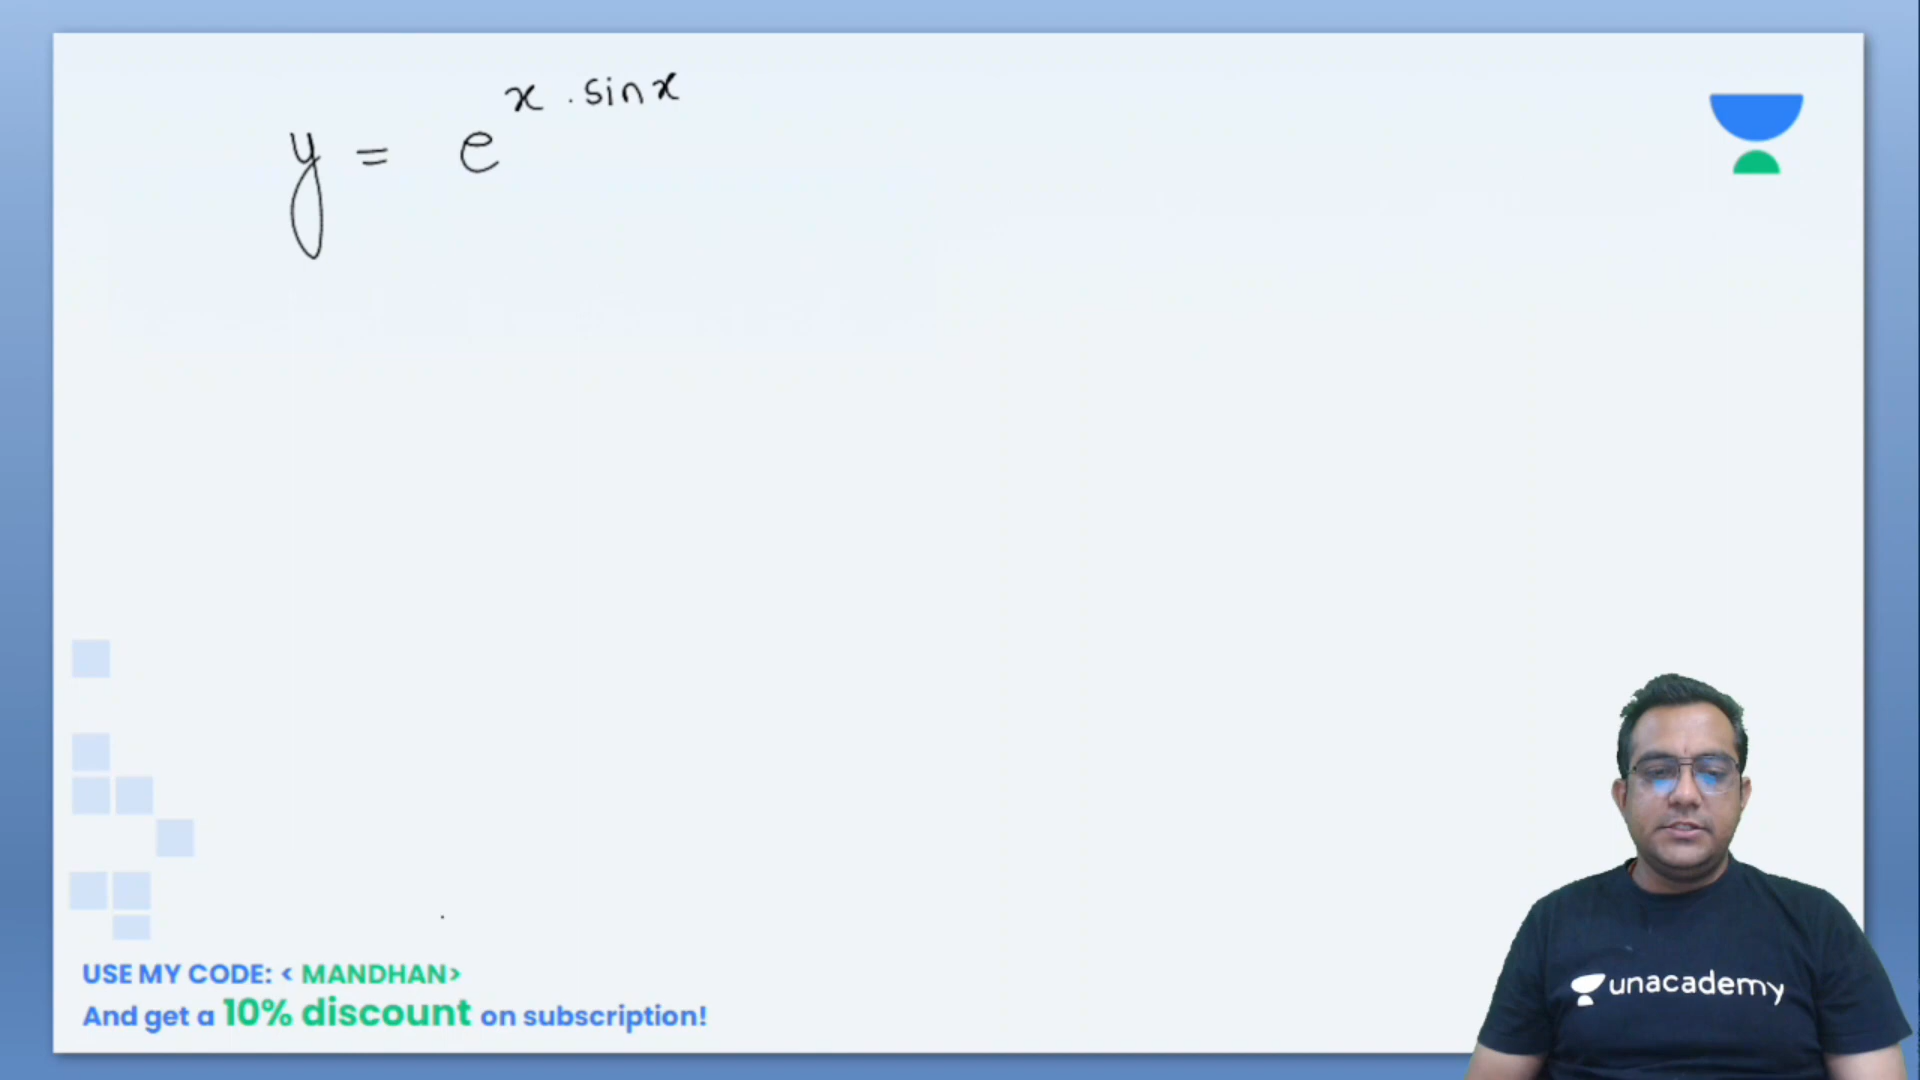 y = e^{x . sin x}
USE MY CODE: < MANDHAN>
And get a 10% discount on subscription!
unacademy